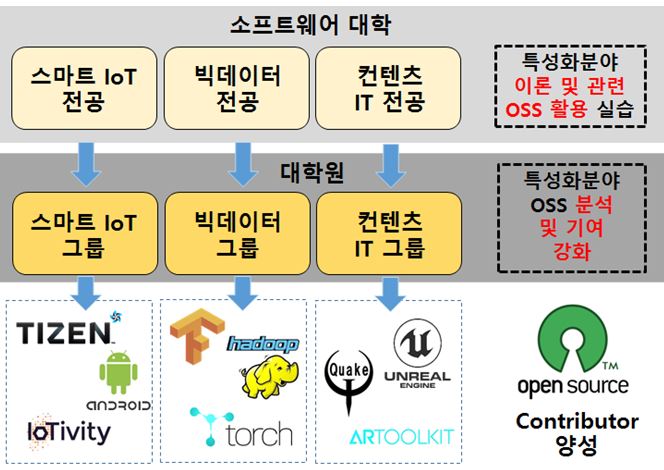 소프트웨어 대학
스마트 IoT
전공
빅데이터
전공
컨텐츠
IT 전공
특성화분야
이론 및 관련
OSS 활용 실습
대학원
스마트 IoT
그룹
빅데이터
그룹
컨텐츠
IT 그룹
특성화분야
OSS 분석
및 기여
강화
TIZEN
ANDROID
IoTivity
hadoop
torch
Quake
UNREAL
ENGINE
ARTOOLKIT
TM
open source
Contributor
양성